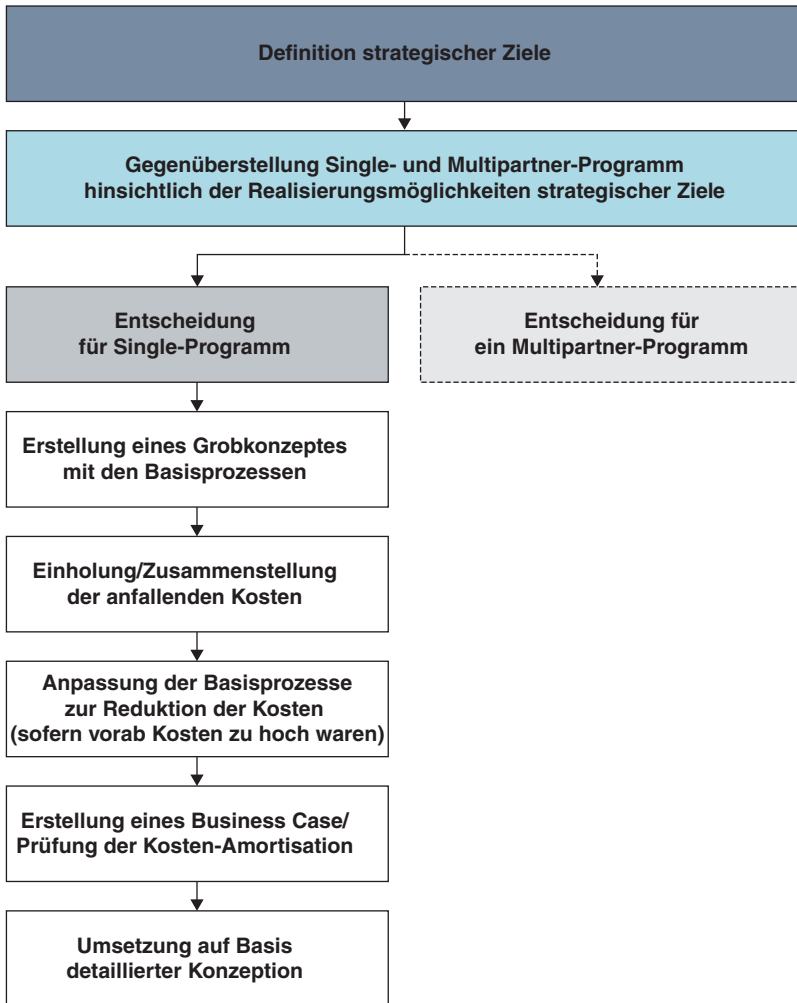 Definition strategischer Ziele
Gegenüberstellung Single- und Multipartner-Programm
hinsichtlich der Realisierungsmöglichkeiten strategischer Ziele
Entscheidung
für Single-Programm
Entscheidung für
ein Multipartner-Programm
Erstellung eines Grobkonzeptes
mit den Basisprozessen
Einholung/Zusammenstellung
der anfallenden Kosten
Anpassung der Basisprozesse
zur Reduktion der Kosten
(sofern vorab Kosten zu hoch waren)
Erstellung eines Business Case/
Prüfung der Kosten-Amortisation
Umsetzung auf Basis
detaillierter Konzeption